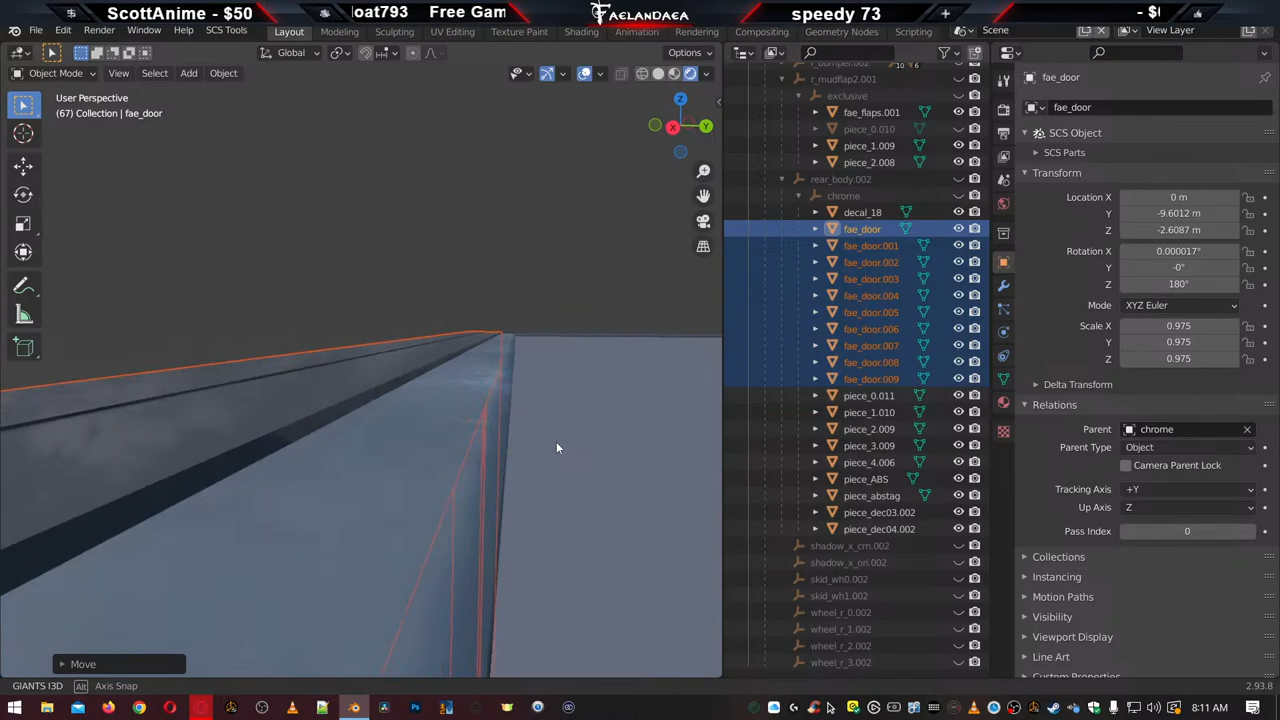 ScottAnime - $50
loat793 Free Gam
FAELANDAEA
speedy 73
- $(
File Edit Render Window Help SCS Tools
Layout Modeling Sculpting UV Editing Texture Paint Shading Animation Rendering Compositing Geometry Nodes Scripting
Scene
View Layer
Global
Options
Object Mode View Select Add Object
User Perspective
(67) Collection | fae_door
Z
X
Y
Move
GIANTS I3D Alt Axis Snap
r_bumper.002
10 6
r_mudflap2.001
exclusive
fae_flaps.001
piece_0.010
piece_1.009
piece_2.008
rear_body.002
chrome
decal_18
fae_door
fae_door.001
fae_door.002
fae_door.003
fae_door.004
fae_door.005
fae_door.006
fae_door.007
fae_door.008
fae_door.009
piece_0.011
piece_1.010
piece_2.009
piece_3.009
piece_4.006
piece_ABS
piece_abstag
piece_dec03.002
piece_dec04.002
shadow_x_crn.002
shadow_x_ori.002
skid_wh0.002
skid_wh1.002
wheel_r_0.002
wheel_r_1.002
wheel_r_2.002
wheel_r_3.002
fae_door
fae_door
SCS Object
SCS Parts
Transform
Location X 0 m
Y -9.6012 m
Z -2.6087 m
Rotation X 0.000017°
Y -0°
Z 180°
Mode XYZ Euler
Scale X 0.975
Y 0.975
Z 0.975
Delta Transform
Relations
Parent chrome
Parent Type Object
Camera Parent Lock
Tracking Axis +Y
Up Axis Z
Pass Index 0
Collections
Instancing
Motion Paths
Visibility
Viewport Display
Line Art
Custom Properties
2.93.8
8:11 AM